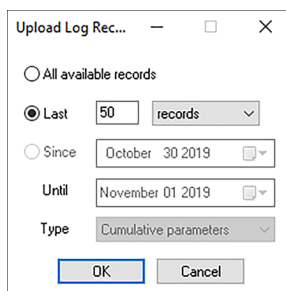 Upload Log Rec...
All available records
Last 50 records
Since October 30 2019
Until November 01 2019
Type Cumulative parameters
OK Cancel